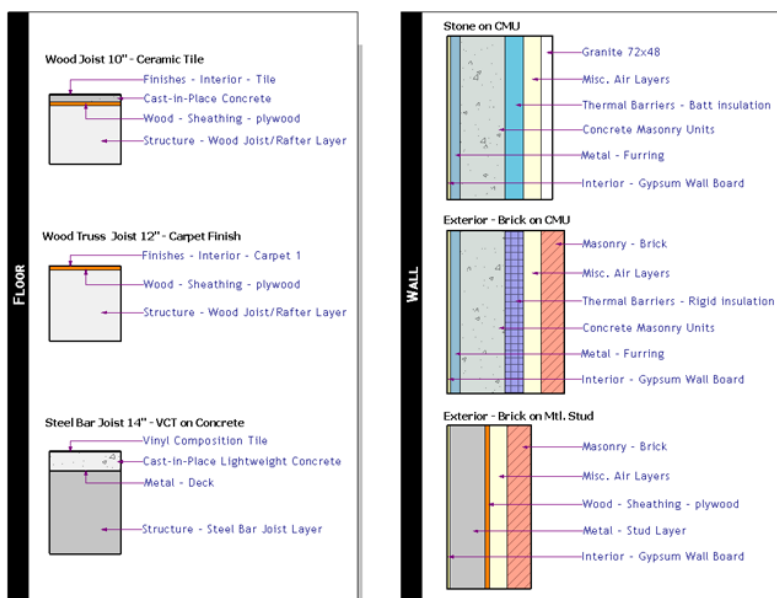 FLOOR
Wood Joist 10" - Ceramic Tile
Finishes - Interior - Tile
Cast-in-Place Concrete
Wood - Sheathing - plywood
Structure - Wood Joist/Rafter Layer
Wood Truss Joist 12" - Carpet Finish
Finishes - Interior - Carpet 1
Wood - Sheathing - plywood
Structure - Wood Joist/Rafter Layer
Steel Bar Joist 14" - VCT on Concrete
Vinyl Composition Tile
Cast-in-Place Lightweight Concrete
Metal - Deck
Structure - Steel Bar Joist Layer
WALL
Stone on CMU
Granite 72x48
Misc. Air Layers
Thermal Barriers - Batt insulation
Concrete Masonry Units
Metal - Furring
Interior - Gypsum Wall Board
Exterior - Brick on CMU
Masonry - Brick
Misc. Air Layers
Thermal Barriers - Rigid insulation
Concrete Masonry Units
Metal - Furring
Interior - Gypsum Wall Board
Exterior - Brick on Mtl. Stud
Masonry - Brick
Misc. Air Layers
Wood - Sheathing - plywood
Metal - Stud Layer
Interior - Gypsum Wall Board